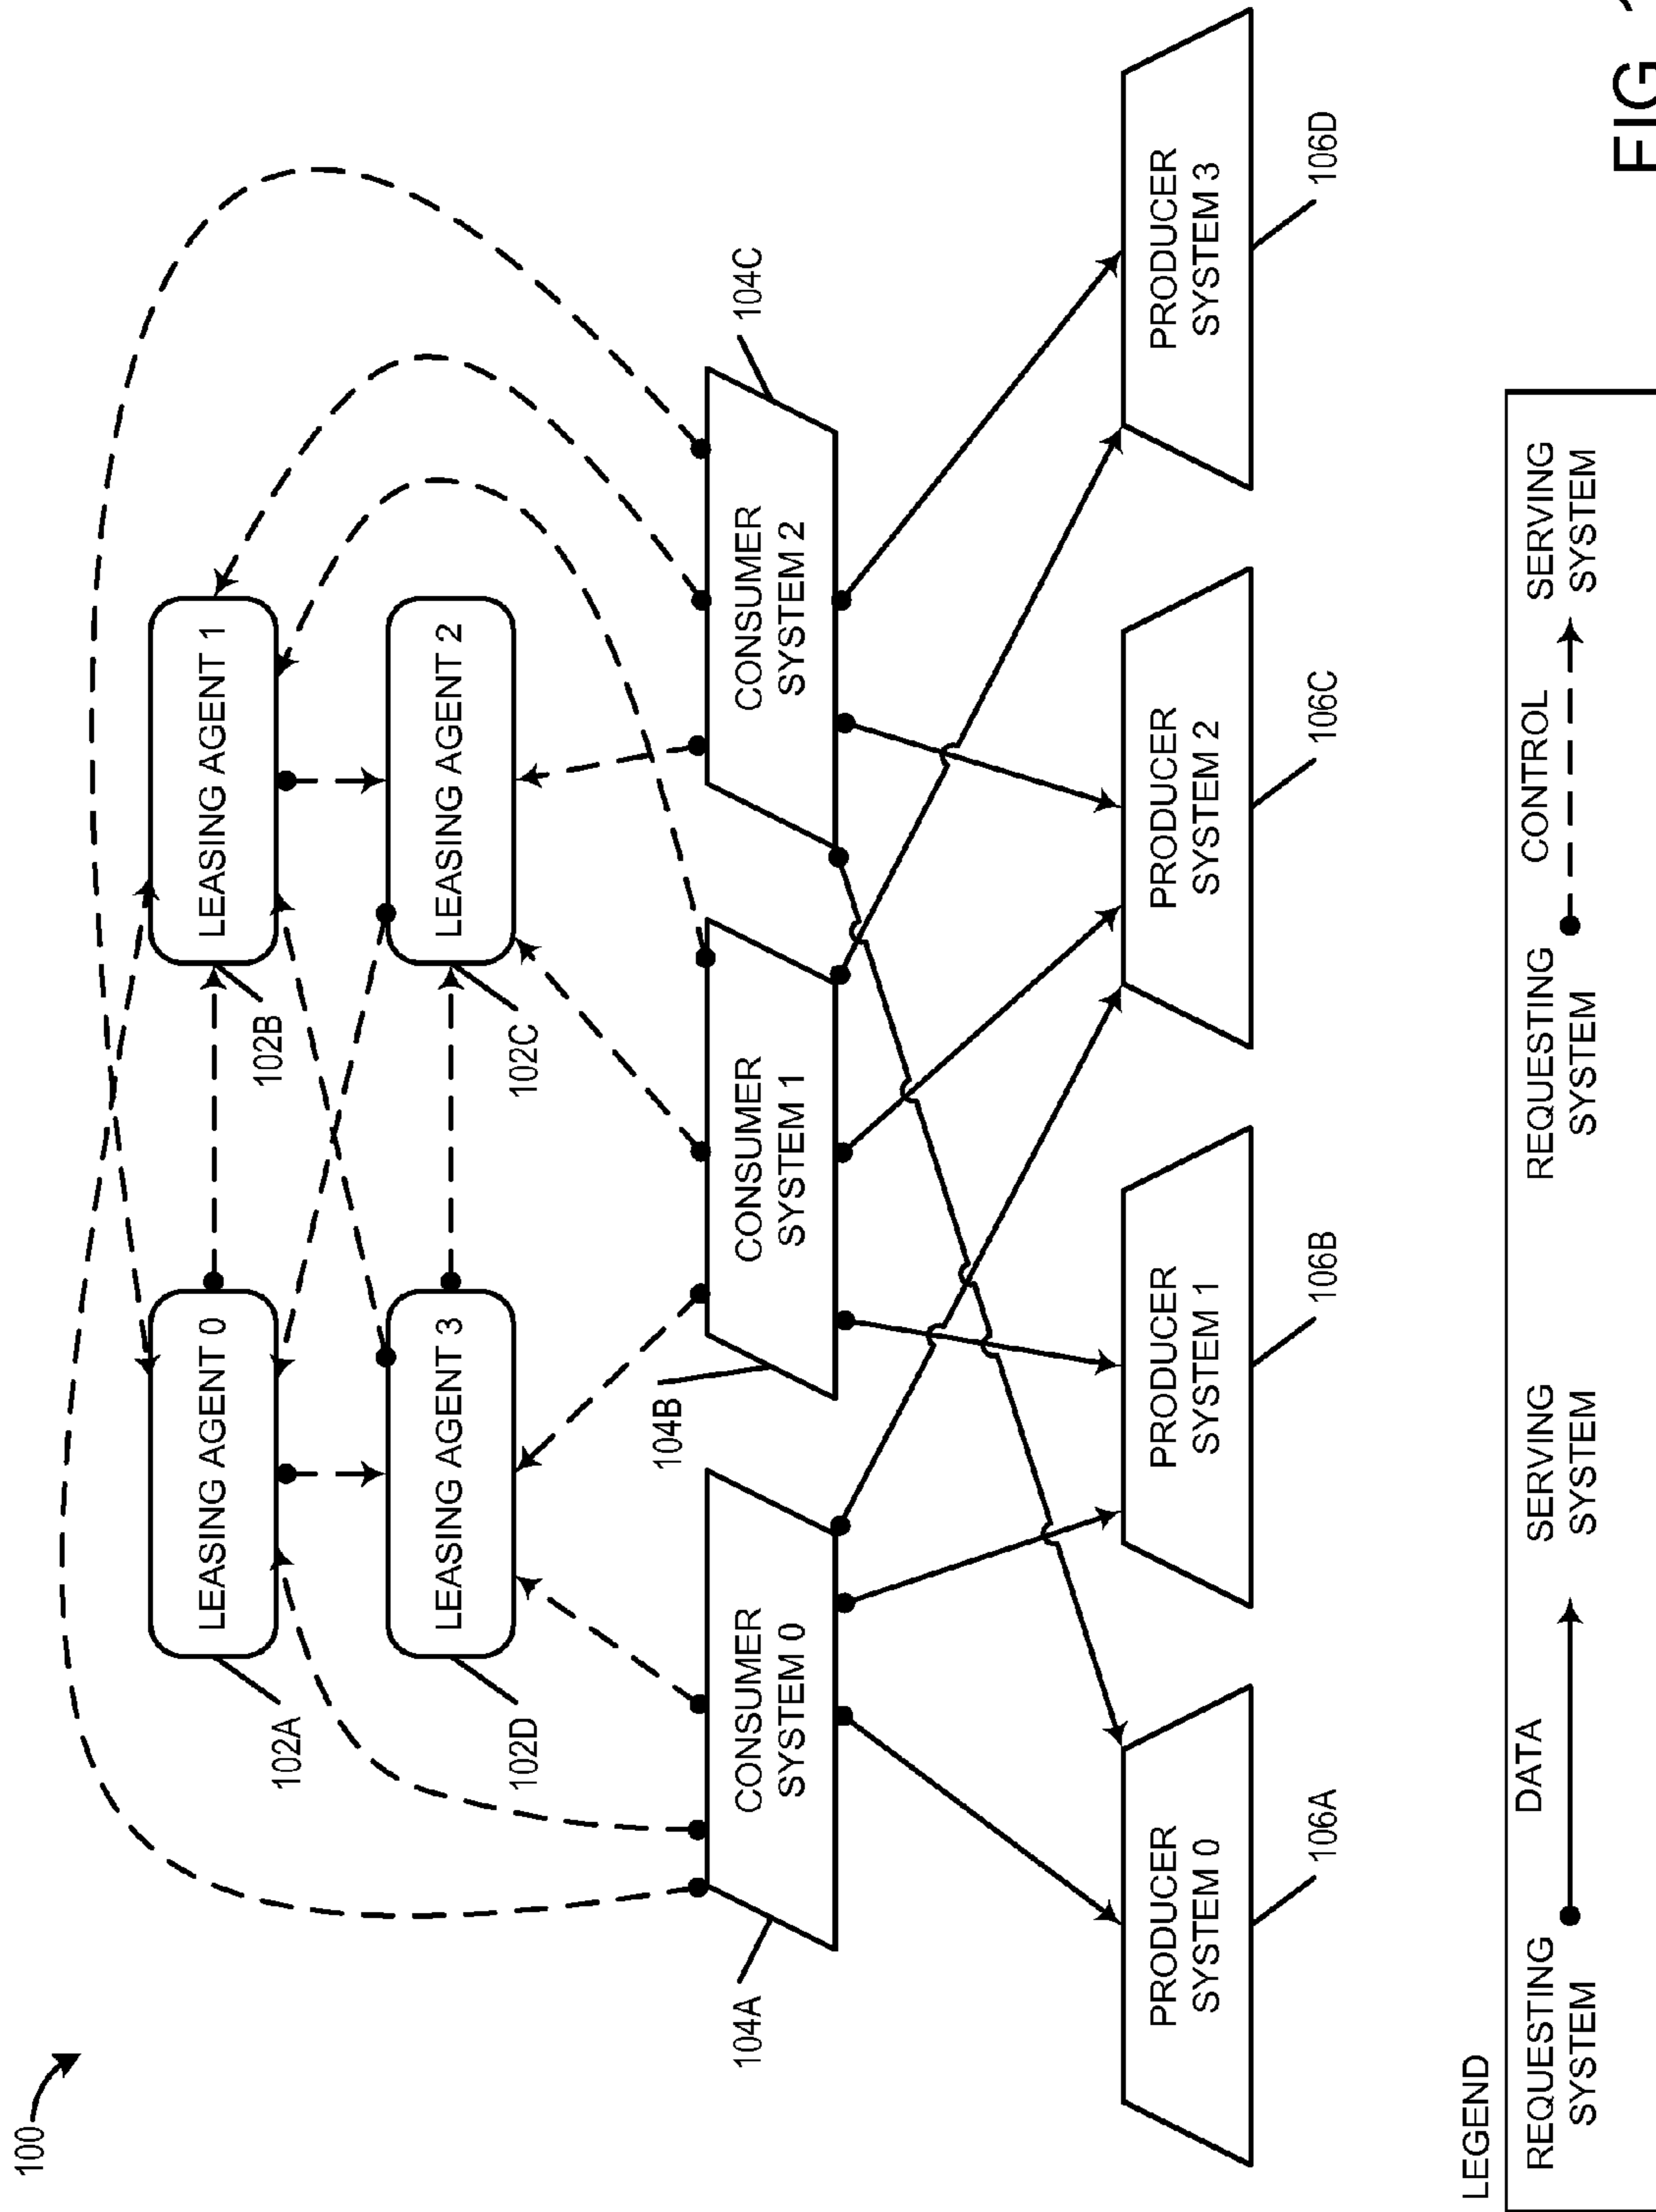 100
LEASING AGENT 0
LEASING AGENT 1
102A
102B
LEASING AGENT 3
LEASING AGENT 2
102D
102C
104A
104B
104C
CONSUMER
SYSTEM 0
CONSUMER
SYSTEM 1
CONSUMER
SYSTEM 2
PRODUCER
SYSTEM 0
PRODUCER
SYSTEM 1
PRODUCER
SYSTEM 2
PRODUCER
SYSTEM 3
106A
106B
106C
106D
LEGEND
REQUESTING
SYSTEM
DATA
SERVING
SYSTEM
REQUESTING
SYSTEM
CONTROL
SERVING
SYSTEM
FIG